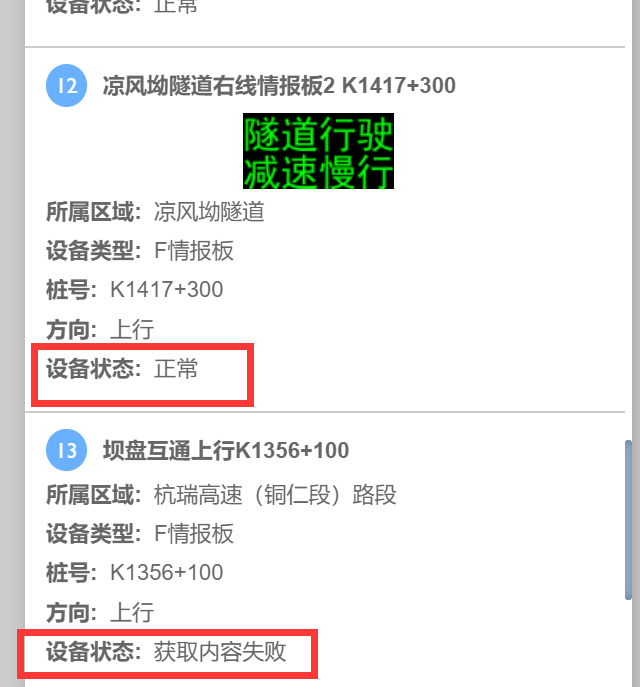 设备状态: 正常
12 凉风坳隧道右线情报板2 K1417+300
隧道行驶
减速慢行
所属区域: 凉风坳隧道
设备类型: F情报板
桩号: K1417+300
方向: 上行
设备状态: 正常
13 坝盘互通上行K1356+100
所属区域: 杭瑞高速（铜仁段）路段
设备类型: F情报板
桩号: K1356+100
方向: 上行
设备状态: 获取内容失败